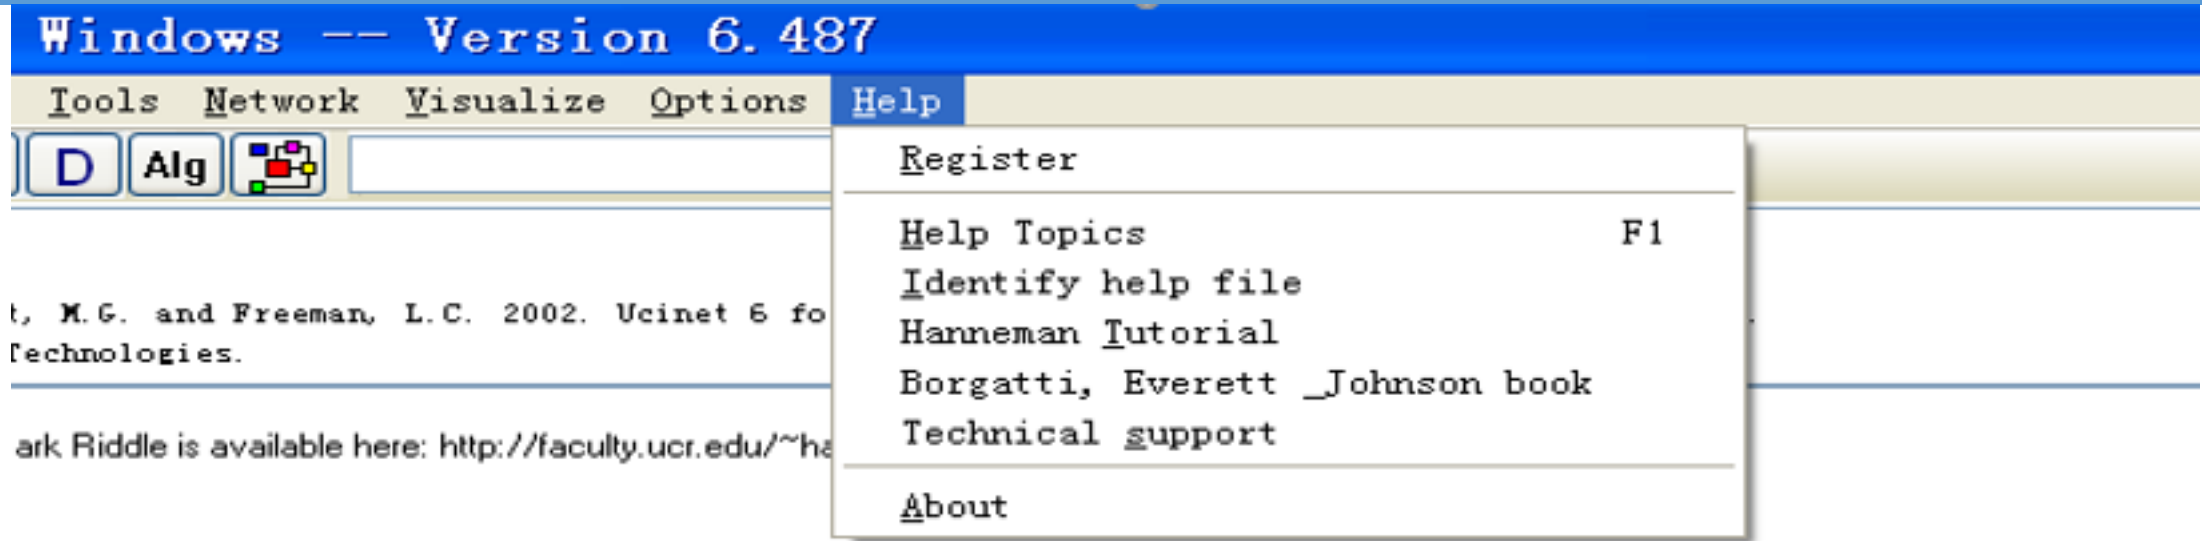 Windows -- Version 6.487
Tools Network Visualize Options Help
D Alg
Register
Help Topics F1
Identify help file
Hanneman Tutorial
Borgatti, Everett _Johnson book
Technical support
About
, M.G. and Freeman, L.C. 2002. Ucinet 6 fo
Technologies.
ark Riddle is available here: http://faculty.ucr.edu/~ha